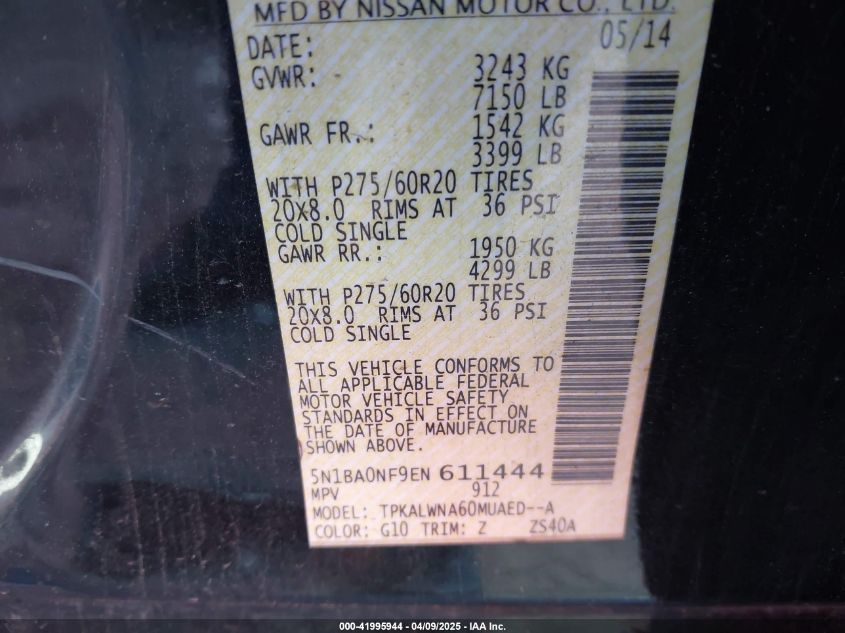 MFD BY NISSAN MOTOR CO., LTD.
DATE: 05/14
GVWR: 3243 KG
7150 LB
GAWR FR.: 1542 KG
3399 LB
WITH P275/60R20 TIRES
20X8.0 RIMS AT 36 PSI
COLD SINGLE
GAWR RR.: 1950 KG
4299 LB
WITH P275/60R20 TIRES
20X8.0 RIMS AT 36 PSI
COLD SINGLE
THIS VEHICLE CONFORMS TO
ALL APPLICABLE FEDERAL
MOTOR VEHICLE SAFETY
STANDARDS IN EFFECT ON
THE DATE OF MANUFACTURE
SHOWN ABOVE.
5N1BA0NF9EN 611444
MPV 912
MODEL: TPKALWNA60MUAED--A
COLOR: G10 TRIM: Z ZS40A
000-41995944 | 04/09/2025 | IAA Inc.